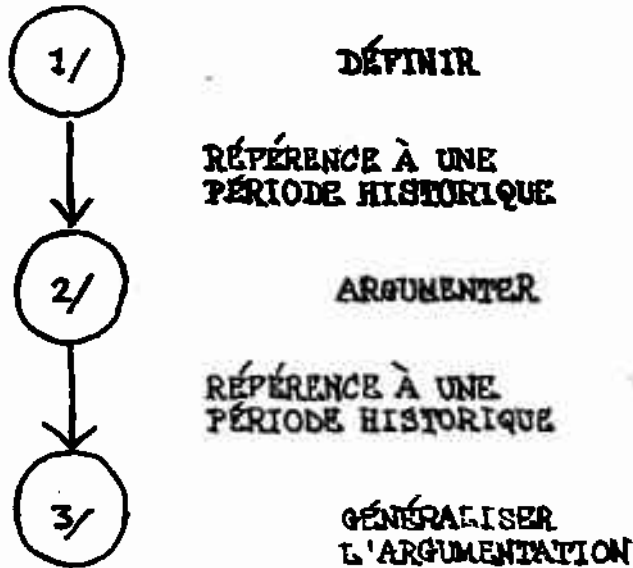 1/ DÉFINIR
RÉFÉRENCE À UNE
PÉRIODE HISTORIQUE
2/ ARGUMENTER
RÉFÉRENCE À UNE
PÉRIODE HISTORIQUE
3/ GÉNÉRALISER
L'ARGUMENTATION